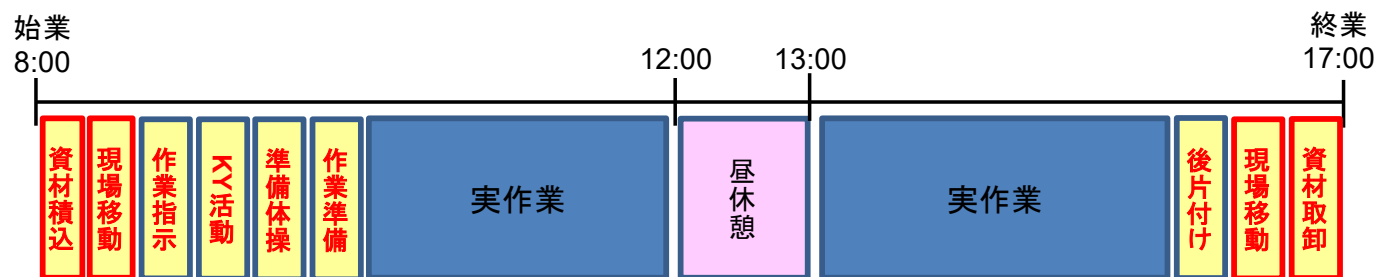 始業
8:00
12:00
13:00
終業
17:00
資材積込
現場移動
作業指示
KY活動
準備体操
作業準備
実作業
昼休憩
実作業
後片付け
現場移動
資材取卸